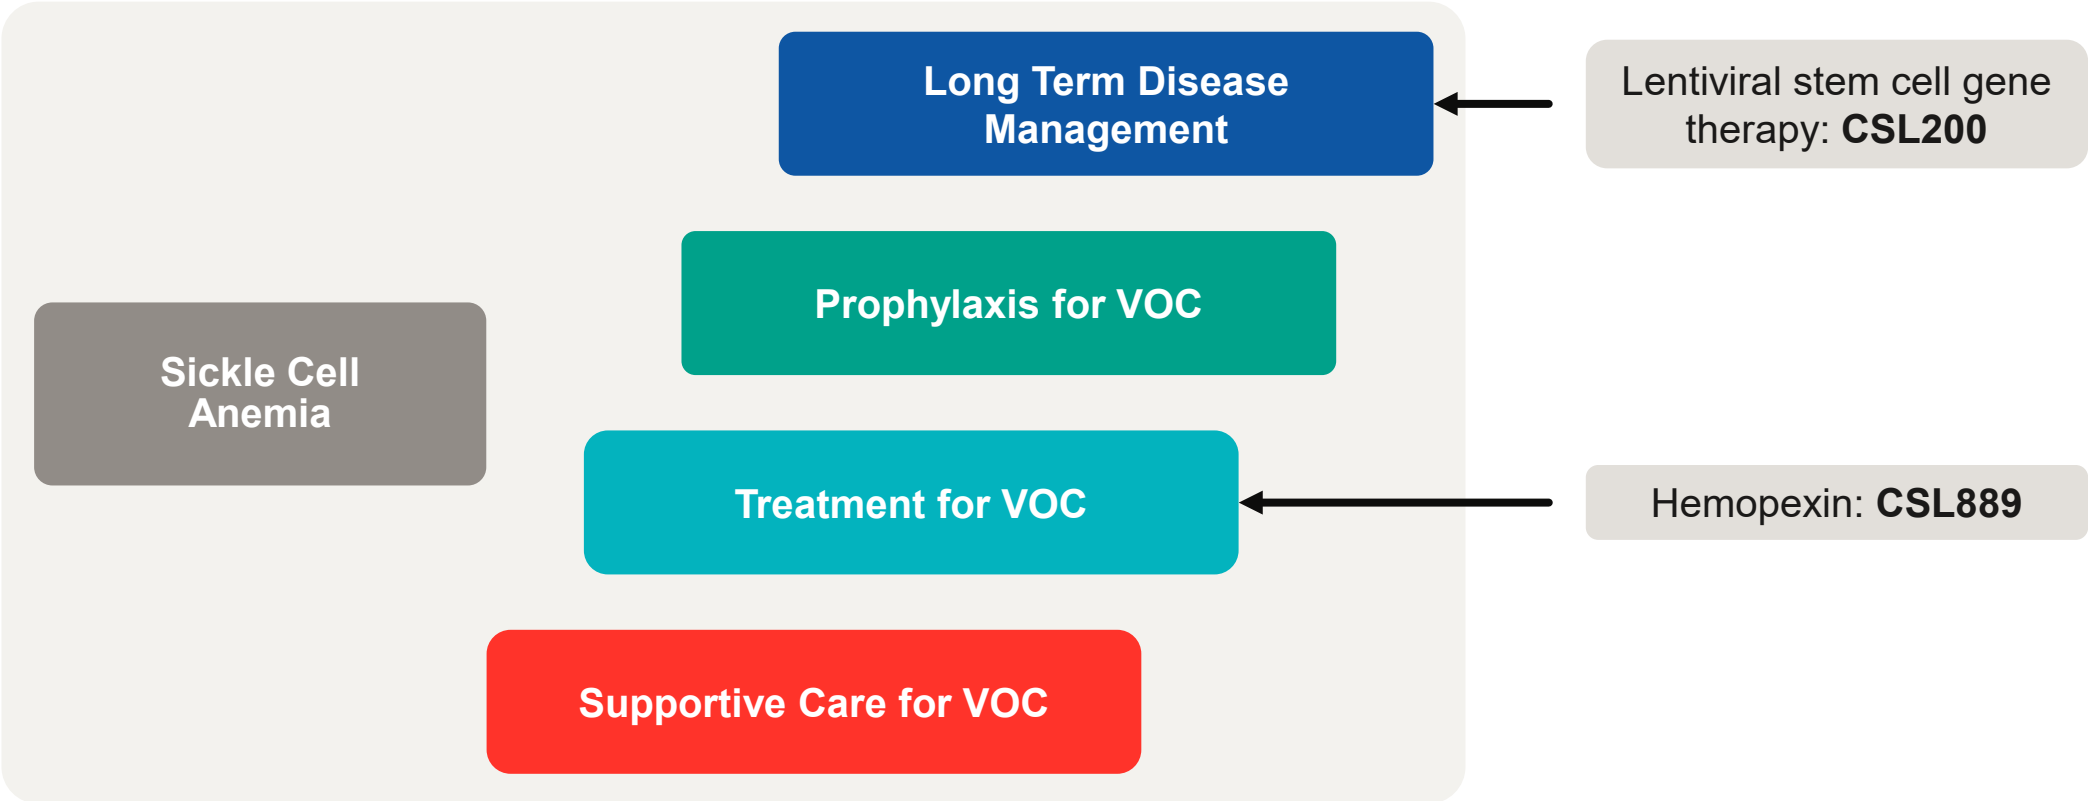 Long Term Disease
Management
Lentiviral stem cell gene
therapy: CSL200
Prophylaxis for VOC
Sickle Cell
Anemia
Treatment for VOC
Hemopexin: CSL889
Supportive Care for VOC